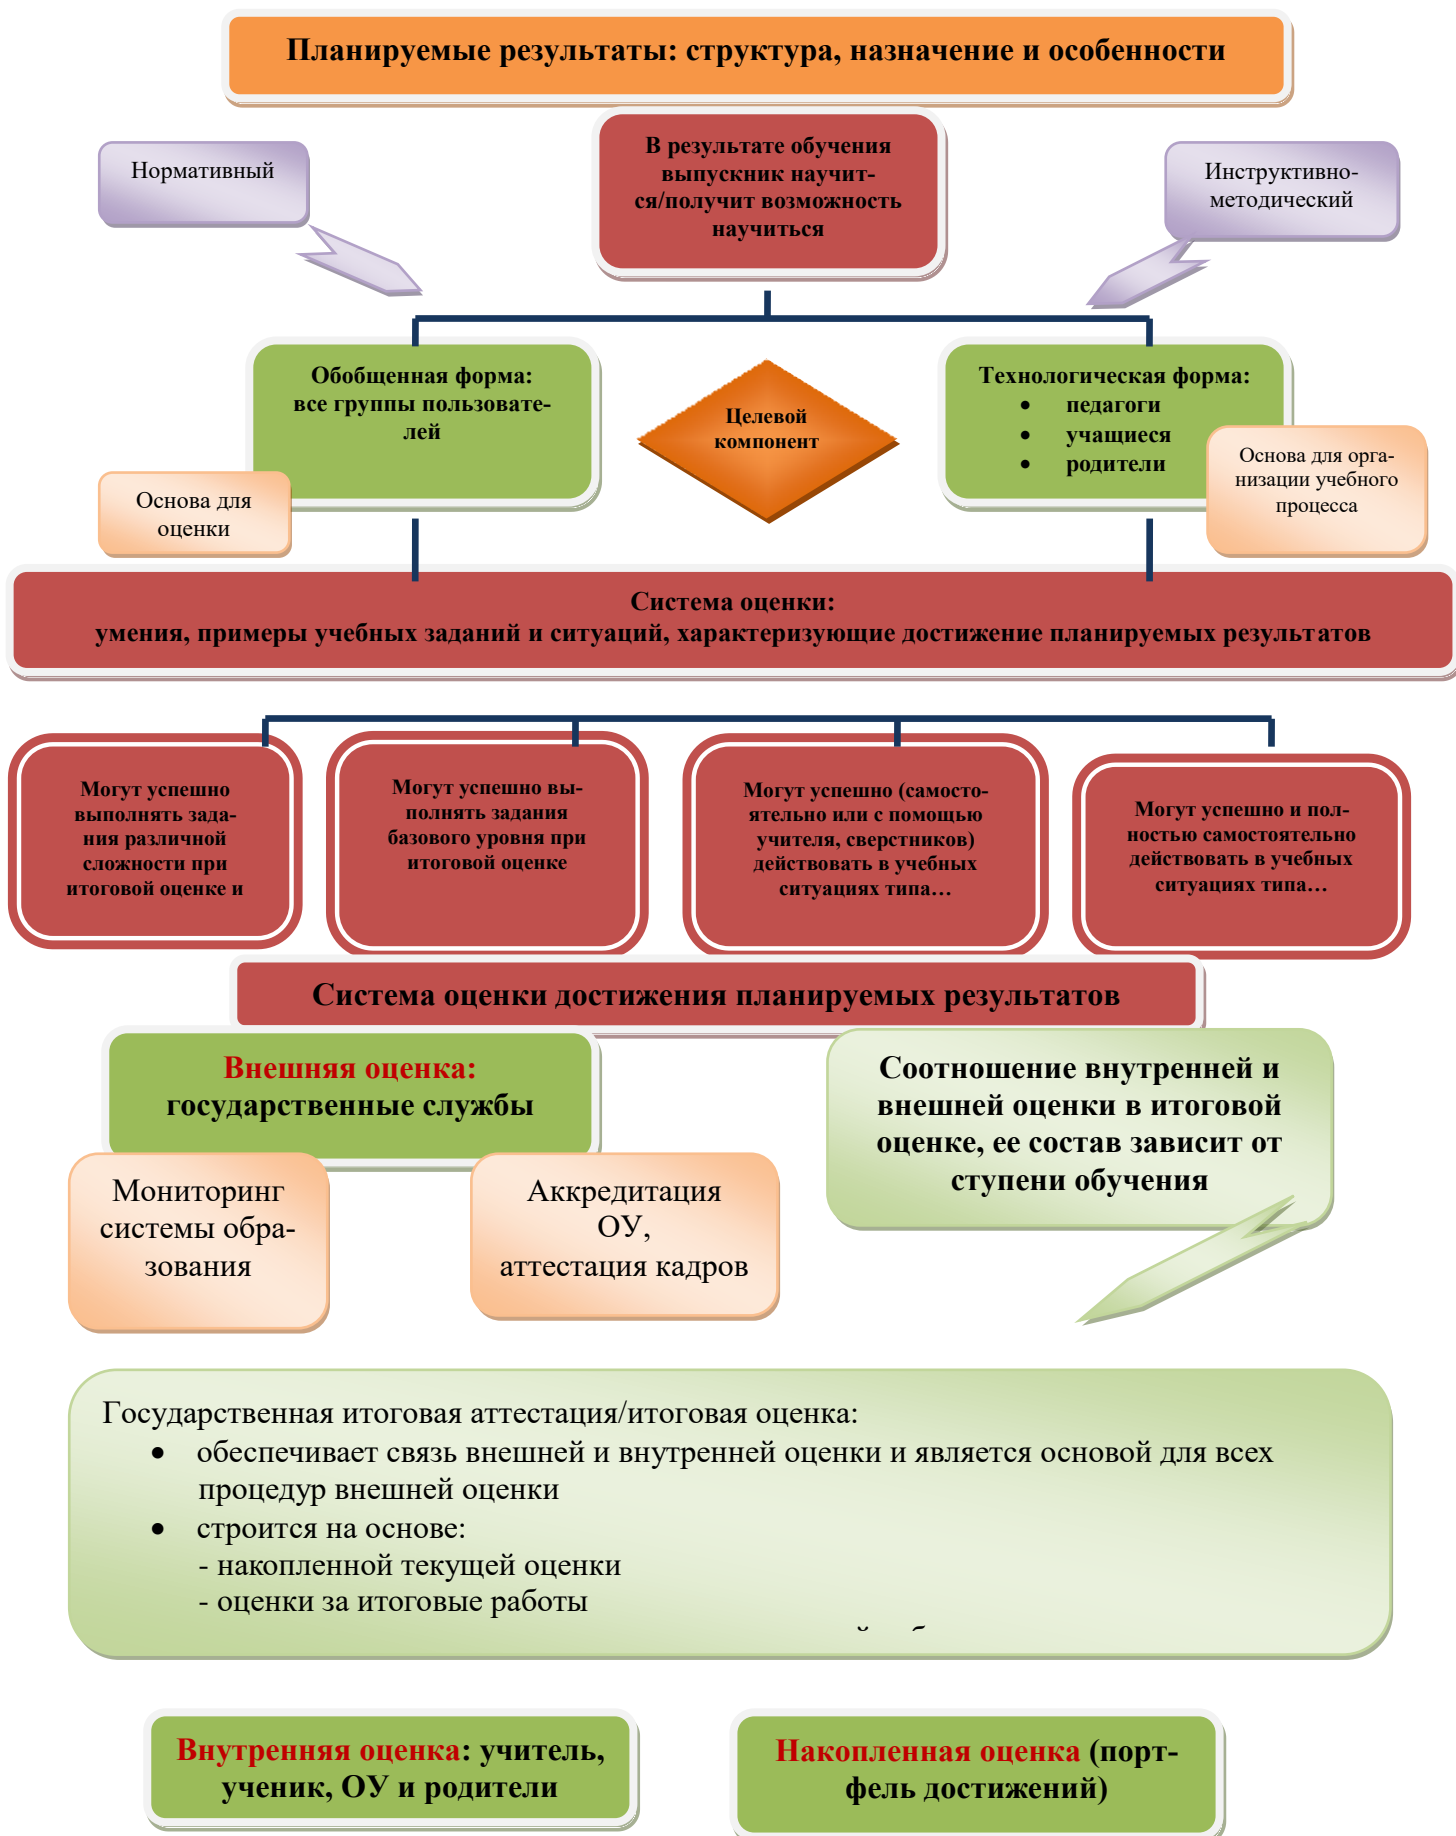 Планируемые результаты: структура, назначение и особенности
В результате обучения
выпускник научит-
ся/получит возможность
научиться
Нормативный
Инструктивно-
методический
Обобщенная форма:
все группы пользовате-
лей
Целевой
компонент
Технологическая форма:
• педагоги
• учащиеся
• родители
Основа для
оценки
Основа для орга-
низации учебного
процесса
Система оценки:
умения, примеры учебных заданий и ситуаций, характеризующие достижение планируемых результатов
Могут успешно
выполнять зада-
ния различной
сложности при
итоговой оценке и
Могут успешно вы-
полнять задания
базового уровня при
итоговой оценке
Могут успешно (самосто-
ятельно или с помощью
учителя, сверстников)
действовать в учебных
ситуациях типа…
Могут успешно и пол-
ностью самостоятельно
действовать в учебных
ситуациях типа…
Система оценки достижения планируемых результатов
Внешняя оценка:
государственные службы
Соотношение внутренней и
внешней оценки в итоговой
оценке, ее состав зависит от
ступени обучения
Мониторинг
системы обра-
зования
Аккредитация
ОУ,
аттестация кадров
Государственная итоговая аттестация/итоговая оценка:
• обеспечивает связь внешней и внутренней оценки и является основой для всех
процедур внешней оценки
• строится на основе:
- накопленной текущей оценки
- оценки за итоговые работы
Внутренняя оценка: учитель,
ученик, ОУ и родители
Накопленная оценка (порт-
фель достижений)